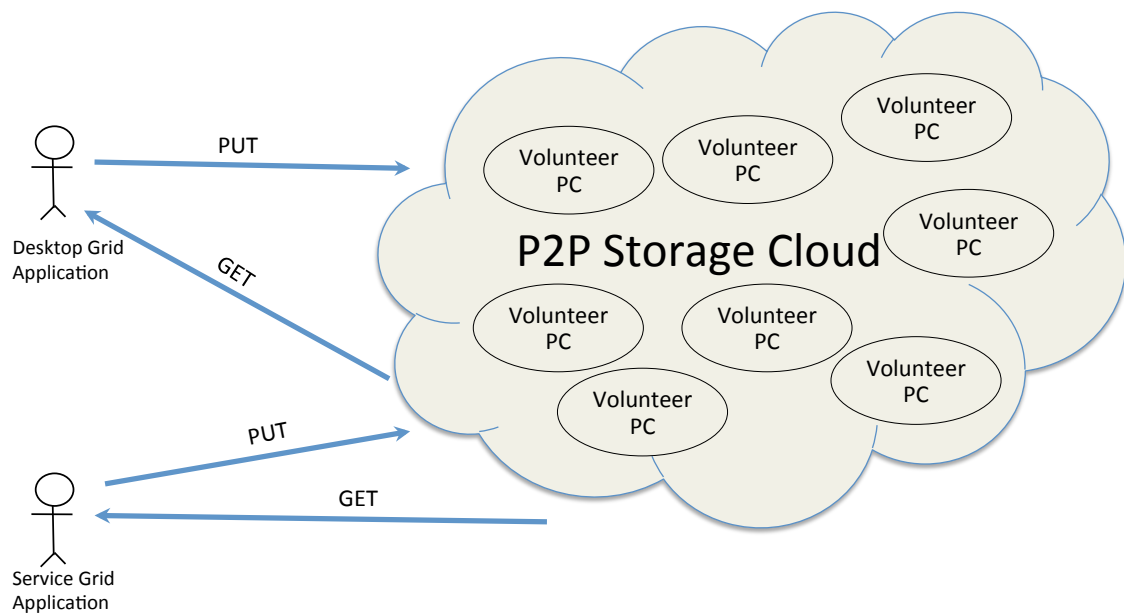 Volunteer
PC
PUT
Volunteer
PC
Volunteer
PC
Desktop Grid
Application
GET
P2P Storage Cloud
Volunteer
PC
Volunteer
PC
Volunteer
PC
Volunteer
PC
Volunteer
PC
PUT
GET
Service Grid
Application